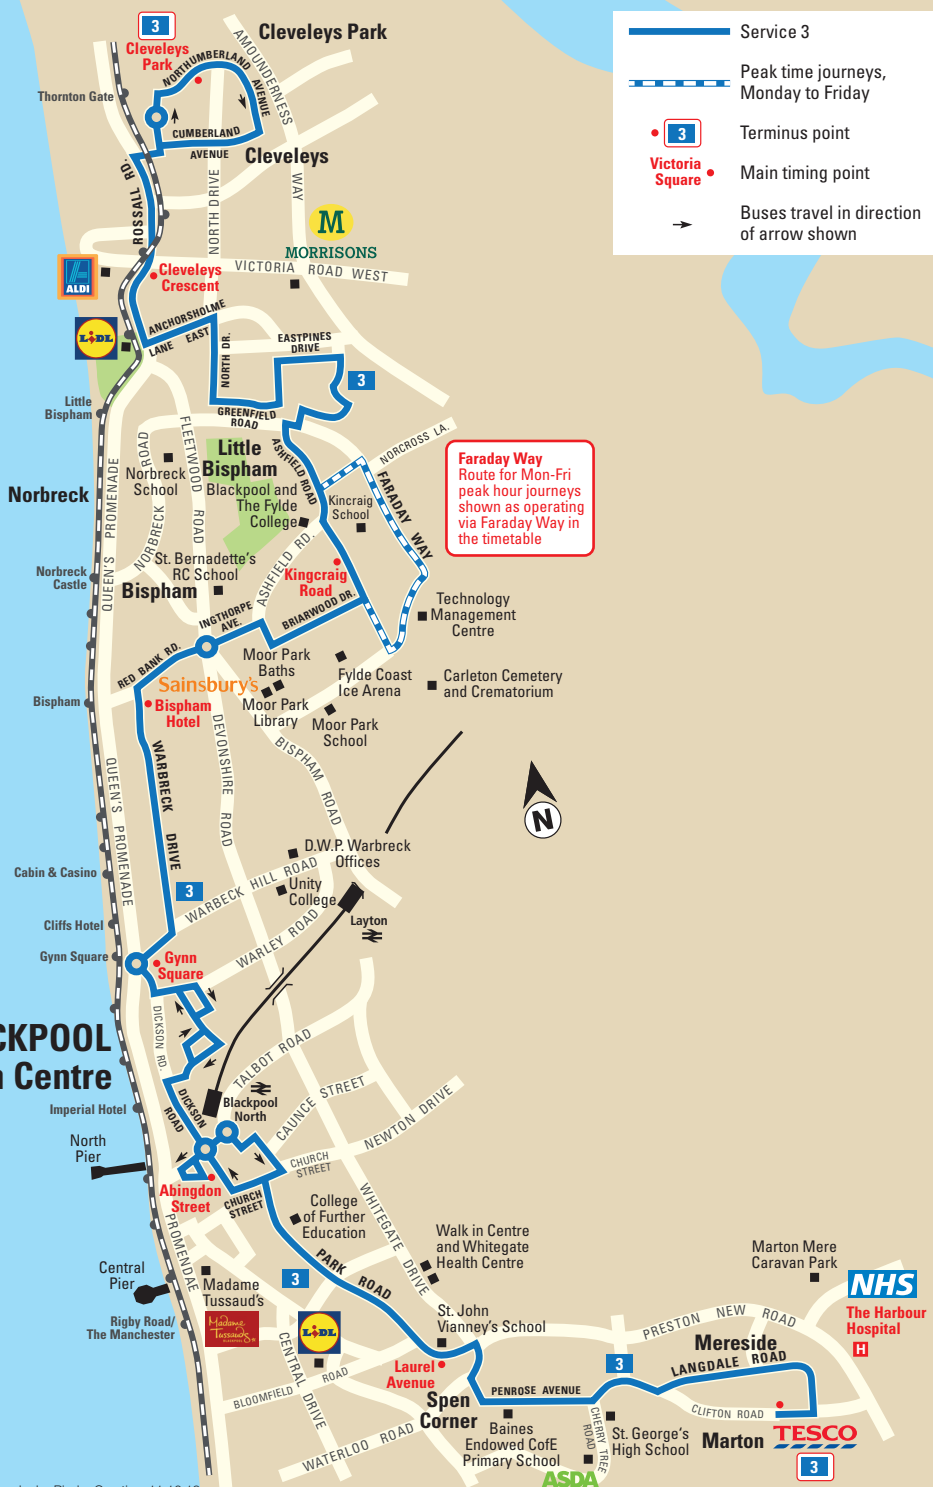 Service 3
Peak time journeys,
Monday to Friday
3
Terminus point
Victoria
Square
Main timing point
Buses travel in direction
of arrow shown
3
Cleveleys
Park
Cleveleys Park
NORTHUMBERLAND
AVENUE
AMOUNDERNESS
WAY
Thornton Gate
CUMBERLAND
AVENUE
Cleveleys
ROSSALL RD.
NORTH DRIVE
M
MORRISONS
ALDI
Cleveleys
Crescent
VICTORIA ROAD WEST
LIDL
ANCHORSHOLME
LANE EAST
NORTH DR.
EASTPINES
DRIVE
3
Little
Bispham
GREENFIELD
ROAD
FLEETWOOD ROAD
NORBRECK ROAD
QUEEN'S PROMENADE
Norbreck
Norbreck
School
Little
Bispham
Blackpool and
The Fylde
College
ASHFIELD ROAD
NORCROSS LA.
FARADAY WAY
Kincraig
School
Faraday Way
Route for Mon-Fri
peak hour journeys
shown as operating
via Faraday Way in
the timetable
St. Bernadette's
RC School
ASHFIELD RD.
Kingcraig
Road
Norbreck
Castle
Bispham
INGTHORPE
AVE.
BRIARWOOD DR.
Technology
Management
Centre
RED BANK RD.
Moor Park
Baths
Sainsbury's
Fylde Coast
Ice Arena
Carleton Cemetery
and Crematorium
Bispham
Bispham
Hotel
Moor Park
Library
Moor Park
School
WARBRECK DRIVE
DEVONSHIRE ROAD
BISPHAM ROAD
QUEEN'S PROMENADE
N
D.W.P. Warbreck
Offices
Cabin & Casino
3
WARBECK HILL ROAD
Unity
College
Layton
Cliffs Hotel
WARLEY ROAD
Gynn Square
Gynn
Square
DICKSON RD.
CKPOOL
Centre
TALBOT ROAD
Imperial Hotel
DICKSON
ROAD
Blackpool
North
CAUNCE STREET
NEWTON DRIVE
North
Pier
CHURCH
STREET
Abingdon
Street
CHURCH
STREET
PROMENDAE
WHITEGATE DRIVE
College
of Further
Education
Walk in Centre
and Whitegate
Health Centre
Marton Mere
Caravan Park
PARK ROAD
3
Central
Pier
Madame
Tussaud's
Madame
Tussauds
NHS
The Harbour
Hospital
H
Rigby Road/
The Manchester
LIDL
St. John
Vianney's School
PRESTON NEW ROAD
CENTRAL DRIVE
Laurel
Avenue
3
Mereside
LANGDALE ROAD
BLOOMFIELD ROAD
Spen
Corner
PENROSE AVENUE
CLIFTON ROAD
WATERLOO ROAD
Baines
Endowed CofE
Primary School
CHERRY TREE
ROAD
St. George's
High School
Marton
TESCO
3
ASDA